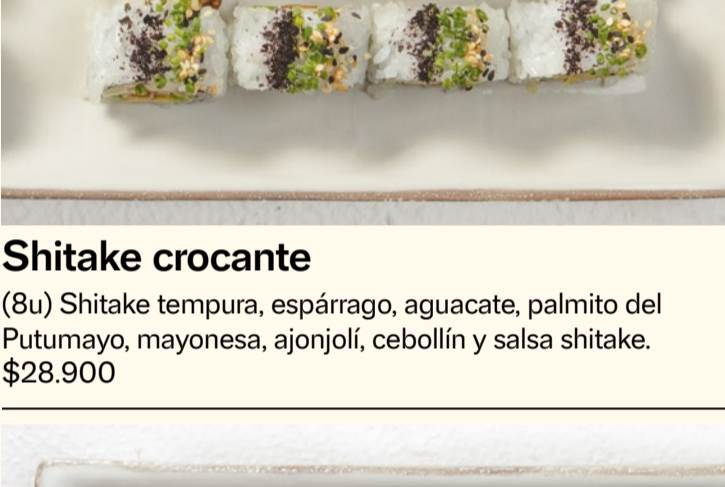 Shitake crocante
(8u) Shitake tempura, espárrago, aguacate, palmito del
Putumayo, mayonesa, ajonjolí, cebollín y salsa shitake.
$28.900